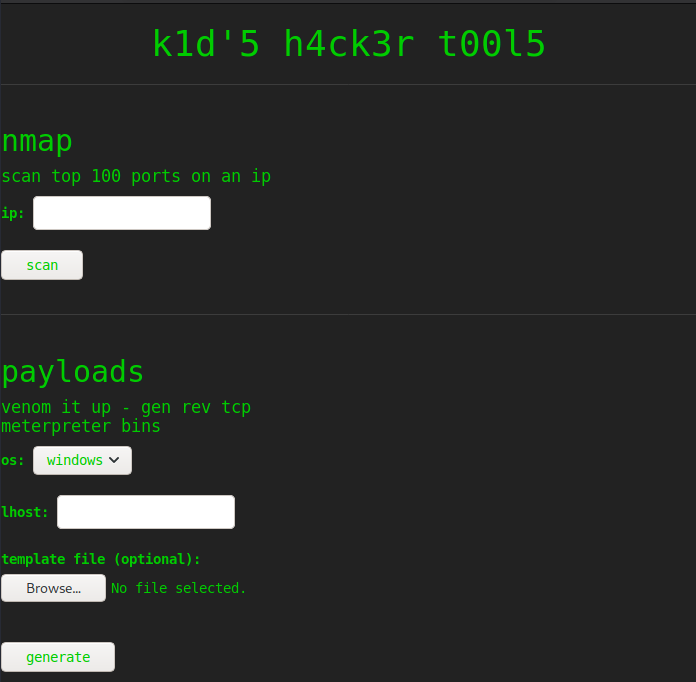 k1d'5 h4ck3r t00l5
nmap
scan top 100 ports on an ip
ip:
scan
payloads
venom it up - gen rev tcp
meterpreter bins
os: windows
lhost:
template file (optional):
Browse... No file selected.
generate